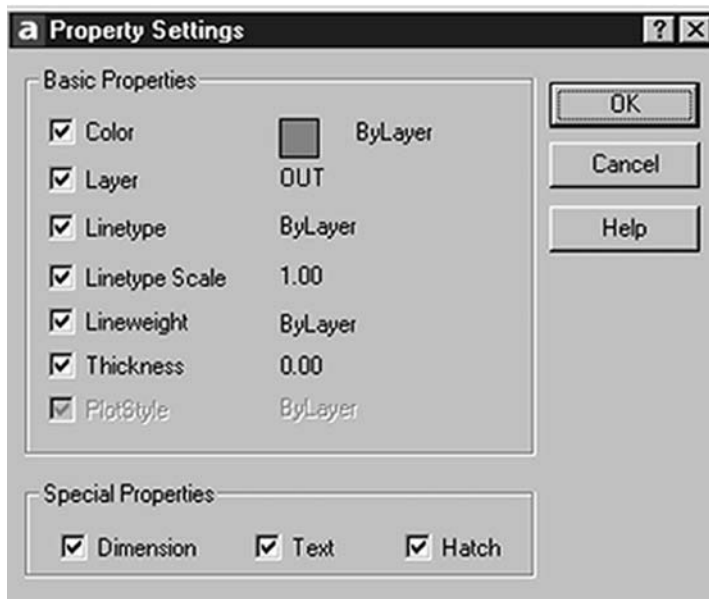 a Property Settings ? X
Basic Properties
Color ByLayer
Layer OUT
Linetype ByLayer
Linetype Scale 1.00
Lineweight ByLayer
Thickness 0.00
PlotStyle ByLayer
OK
Cancel
Help
Special Properties
Dimension Text Hatch